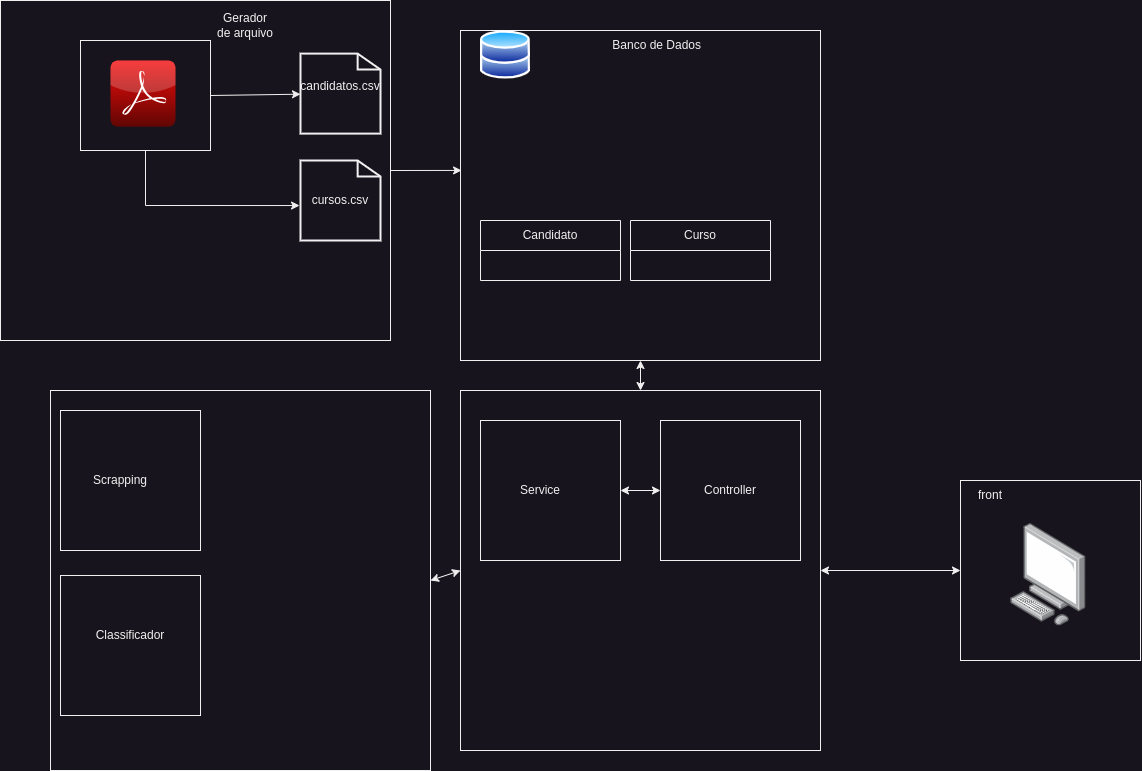 Gerador
de arquivo
candidatos.csv
cursos.csv
Banco de Dados
Candidato
Curso
Scrapping
Classificador
Service
Controller
front